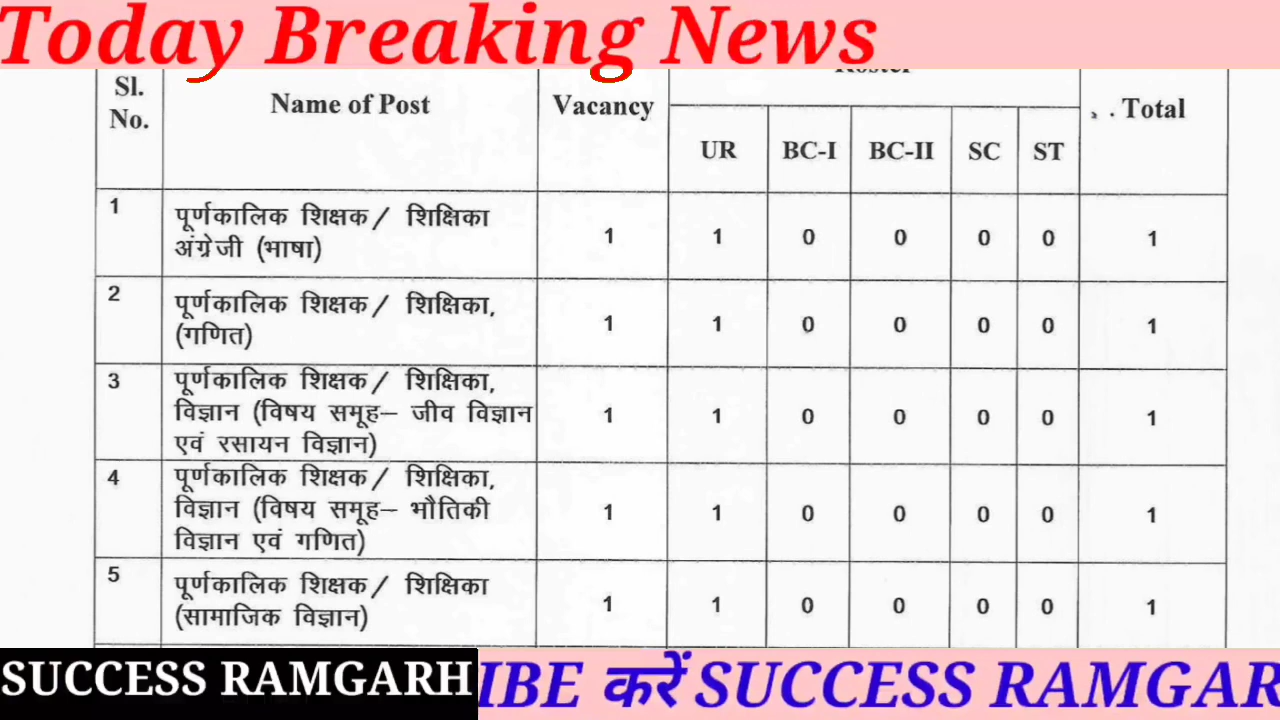 Today Breaking News
Roster
Sl. No. Name of Post Vacancy UR BC-I BC-II SC ST Total
1 पूर्णकालिक शिक्षक / शिक्षिका
अंग्रेजी (भाषा) 1 1 0 0 0 0 1
2 पूर्णकालिक शिक्षक / शिक्षिका,
(गणित) 1 1 0 0 0 0 1
3 पूर्णकालिक शिक्षक / शिक्षिका,
विज्ञान (विषय समूह– जीव विज्ञान
एवं रसायन विज्ञान) 1 1 0 0 0 0 1
4 पूर्णकालिक शिक्षक / शिक्षिका,
विज्ञान (विषय समूह– भौतिकी
विज्ञान एवं गणित) 1 1 0 0 0 0 1
5 पूर्णकालिक शिक्षक / शिक्षिका
(सामाजिक विज्ञान) 1 1 0 0 0 0 1
SUCCESS RAMGARH IBE करें SUCCESS RAMGAR